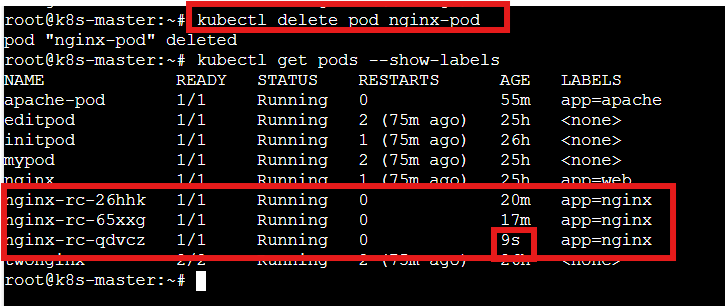 root@k8s-master:~# kubectl delete pod nginx-pod
pod "nginx-pod" deleted
root@k8s-master:~# kubectl get pods --show-labels
NAME READY STATUS RESTARTS AGE LABELS
apache-pod 1/1 Running 0 55m app=apache
editpod 1/1 Running 2 (75m ago) 25h <none>
initpod 1/1 Running 1 (75m ago) 26h <none>
mypod 1/1 Running 2 (75m ago) 25h <none>
nginx 1/1 Running 1 (75m ago) 25h app=web
nginx-rc-26hhk 1/1 Running 0 20m app=nginx
nginx-rc-65xxg 1/1 Running 0 17m app=nginx
nginx-rc-qdvcz 1/1 Running 0 9s app=nginx
twonginx 2/2 Running 2 (75m ago) 26h <none>
root@k8s-master:~#